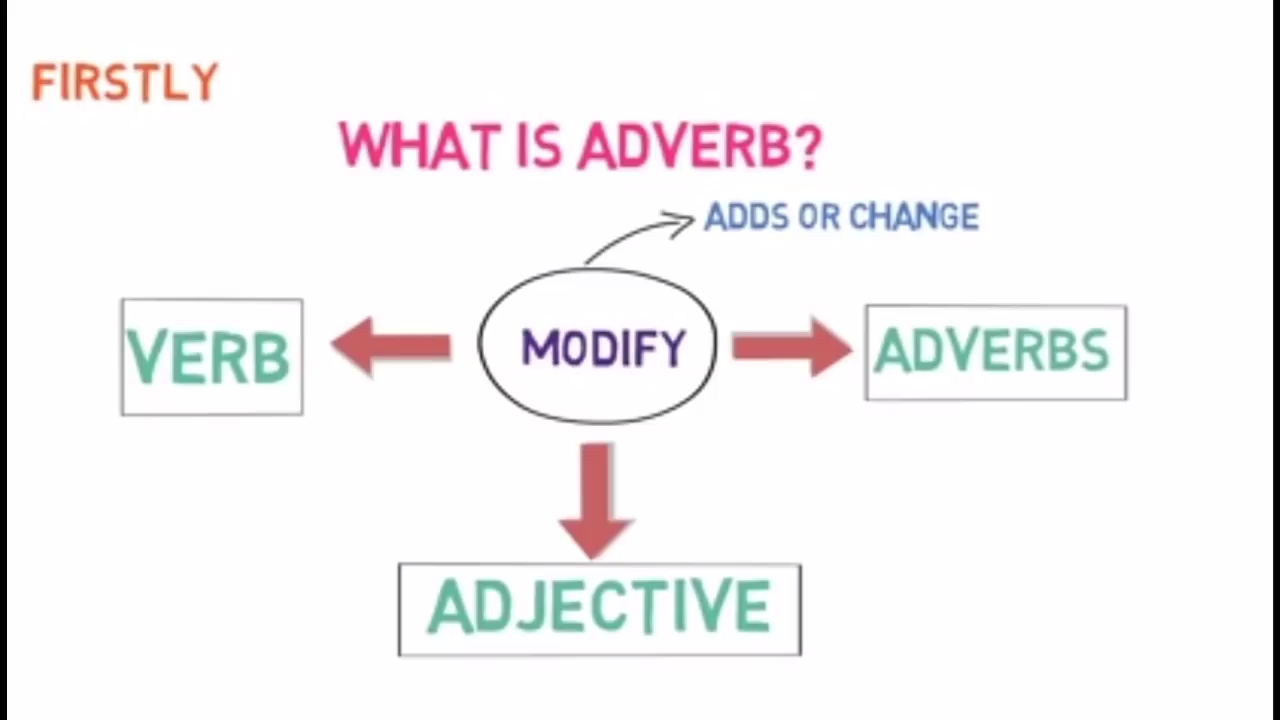 FIRSTLY
WHAT IS ADVERB?
ADDS OR CHANGE
VERB
MODIFY
ADVERBS
ADJECTIVE